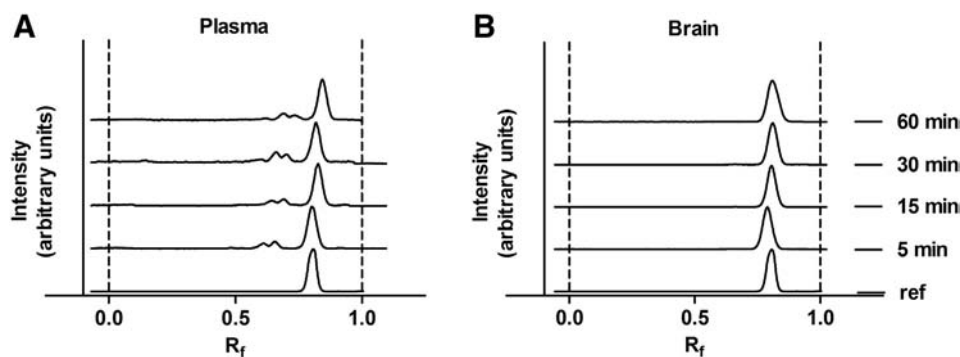 A
Plasma
Intensity
(arbitrary units)
0.0
0.5
1.0
Rf
B
Brain
Intensity
(arbitrary units)
60 min
30 min
15 min
5 min
ref
0.0
0.5
1.0
Rf